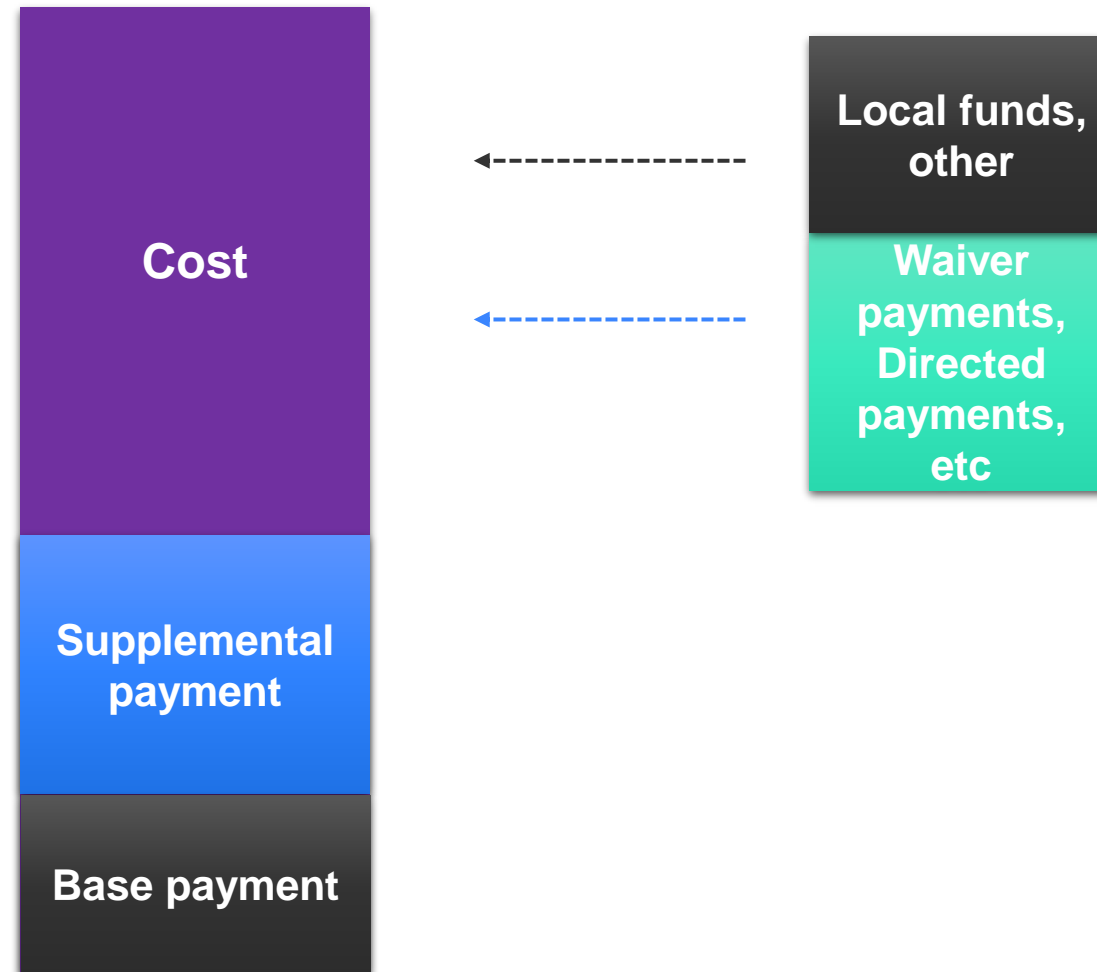 Cost
Supplemental
payment
Base payment
Local funds,
other
Waiver
payments,
Directed
payments,
etc